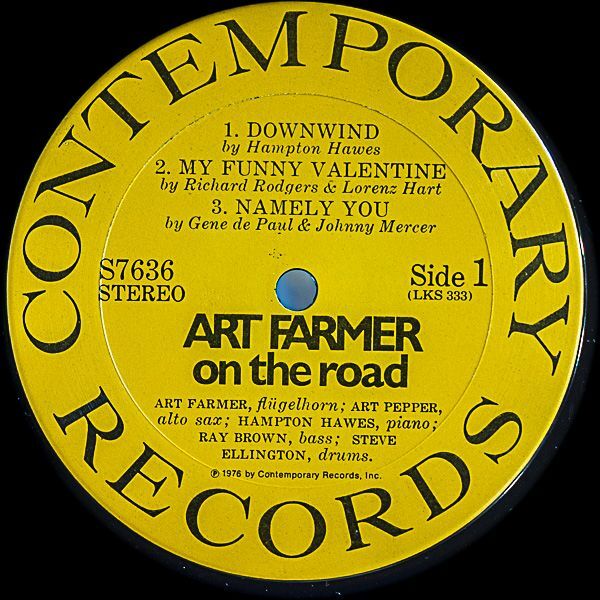 CONTEMPORARY RECORDS
1. DOWNWIND
by Hampton Hawes
2. MY FUNNY VALENTINE
by Richard Rodgers & Lorenz Hart
3. NAMELY YOU
by Gene de Paul & Johnny Mercer
S7636
STEREO
Side 1
(LKS 333)
ART FARMER
on the road
ART FARMER, flügelhorn; ART PEPPER,
alto sax; HAMPTON HAWES, piano;
RAY BROWN, bass; STEVE
ELLINGTON, drums.
℗ 1976 by Contemporary Records, Inc.